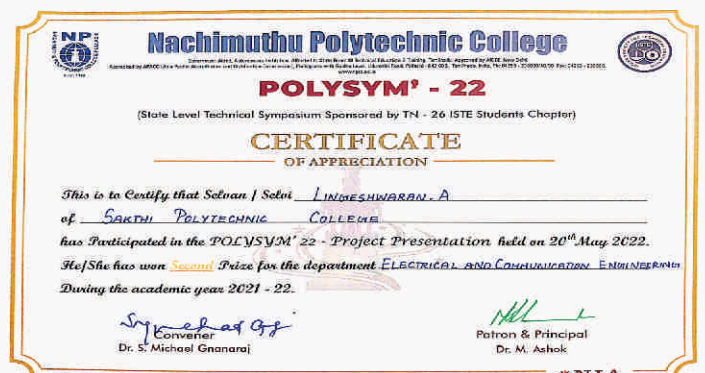 NP
Nachimuthu Polytechnic College
POLYSYM' - 22
(State Level Technical Symposium Sponsored by TN - 26 ISTE Students Chapter)
CERTIFICATE
OF APPRECIATION
This is to Certify that Selvan / Selvi LINGESHWARAN. A
of SAKTHI POLYTECHNIC COLLEGE
has Participated in the POLYSYM' 22 - Project Presentation held on 20th May 2022.
He/She has won Second Prize for the department ELECTRICAL AND COMMUNICATION ENGINEERING
During the academic year 2021 - 22.
Convener
Dr. S. Michael Gnanaraj
Patron & Principal
Dr. M. Ashok